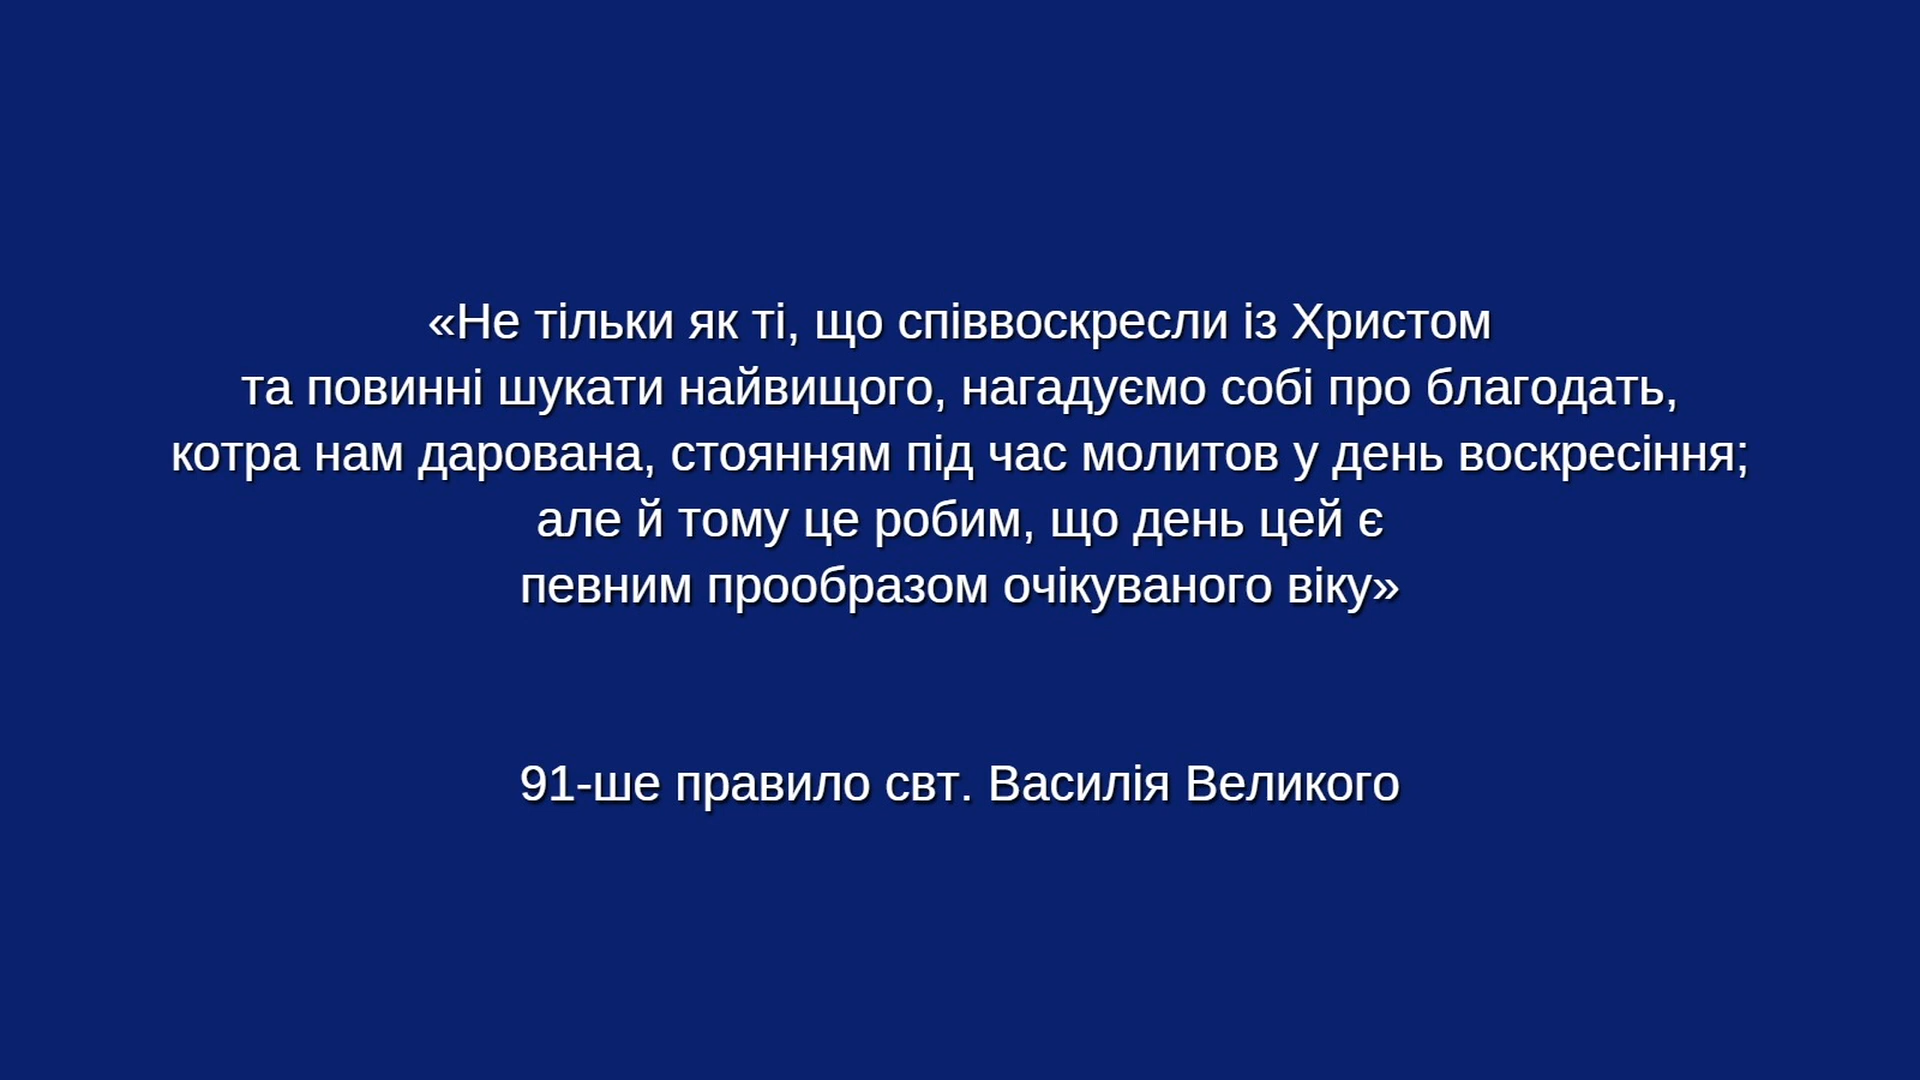 «Не тільки як ті, що співвоскресли із Христом
та повинні шукати найвищого, нагадуємо собі про благодать,
котра нам дарована, стоянням під час молитов у день воскресіння;
але й тому це робим, що день цей є
певним прообразом очікуваного віку»
91-ше правило свт. Василія Великого